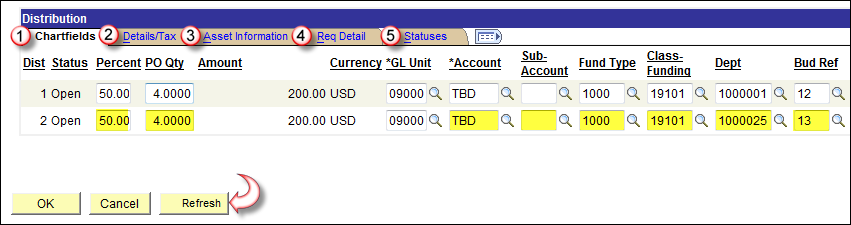 Distribution
1 Chartfields 2 Details/Tax 3 Asset Information 4 Req Detail 5 Statuses
Dist Status Percent PO Qty Amount Currency *GL Unit *Account Sub-Account Fund Type Class-Funding Dept Bud Ref
1 Open 50.00 4.0000 200.00 USD 09000 TBD 1000 19101 1000001 12
2 Open 50.00 4.0000 200.00 USD 09000 TBD 1000 19101 1000025 13
OK Cancel Refresh